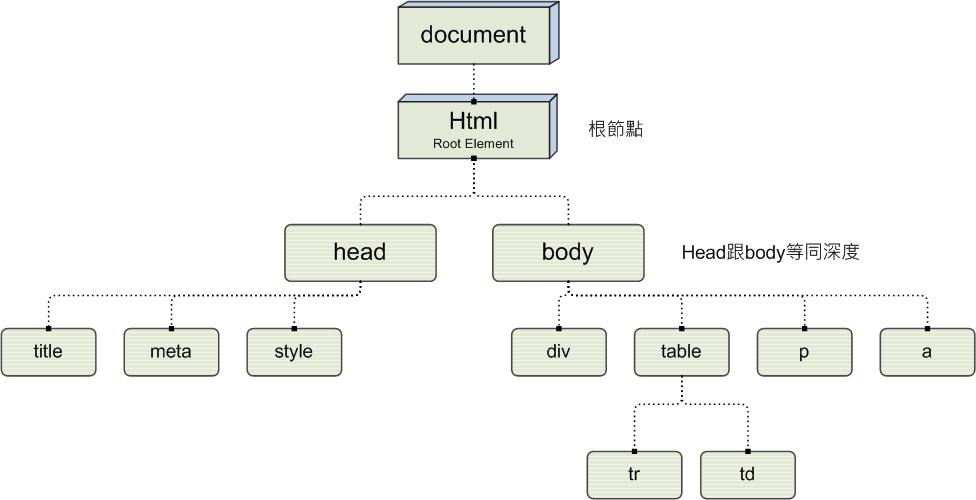 document
Html
Root Element
根節點
head
body
Head跟body等同深度
title
meta
style
div
table
p
a
tr
td